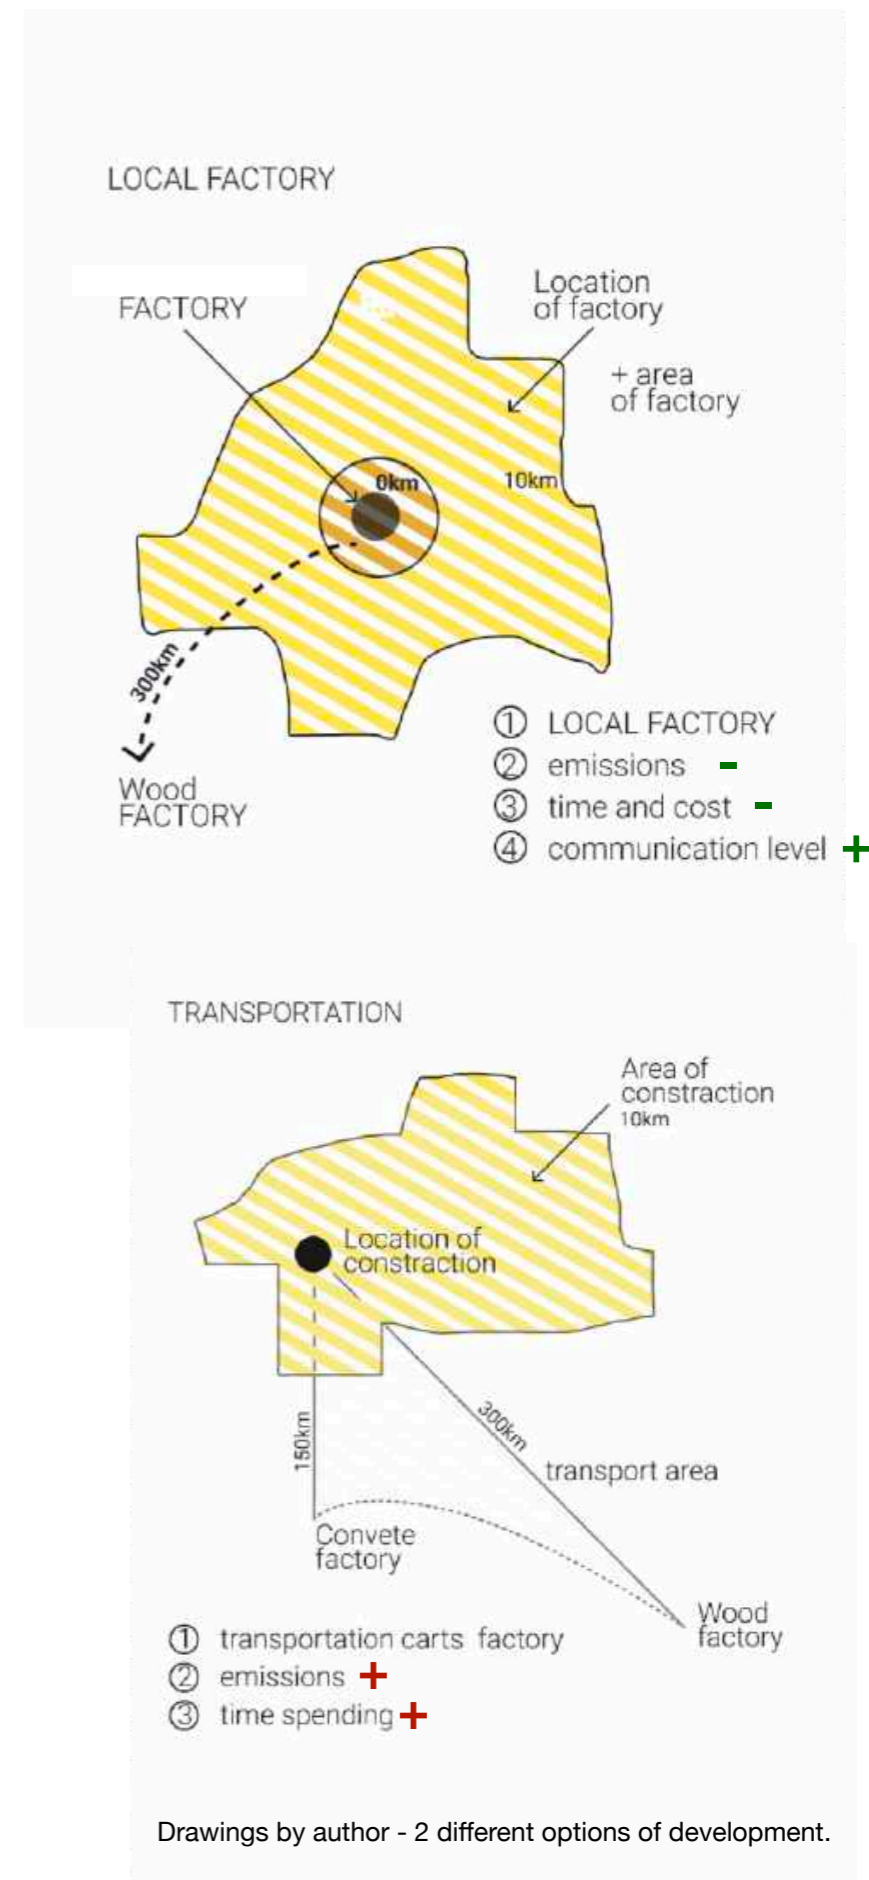 LOCAL FACTORY
FACTORY
Location
of factory
+ area
of factory
0km
10km
300km
Wood
FACTORY
① LOCAL FACTORY
② emissions -
③ time and cost -
④ communication level +
TRANSPORTATION
Area of
constraction
10km
Location of
constraction
150km
300km
transport area
Convete
factory
Wood
factory
① transportation carts factory
② emissions +
③ time spending +
Drawings by author - 2 different options of development.